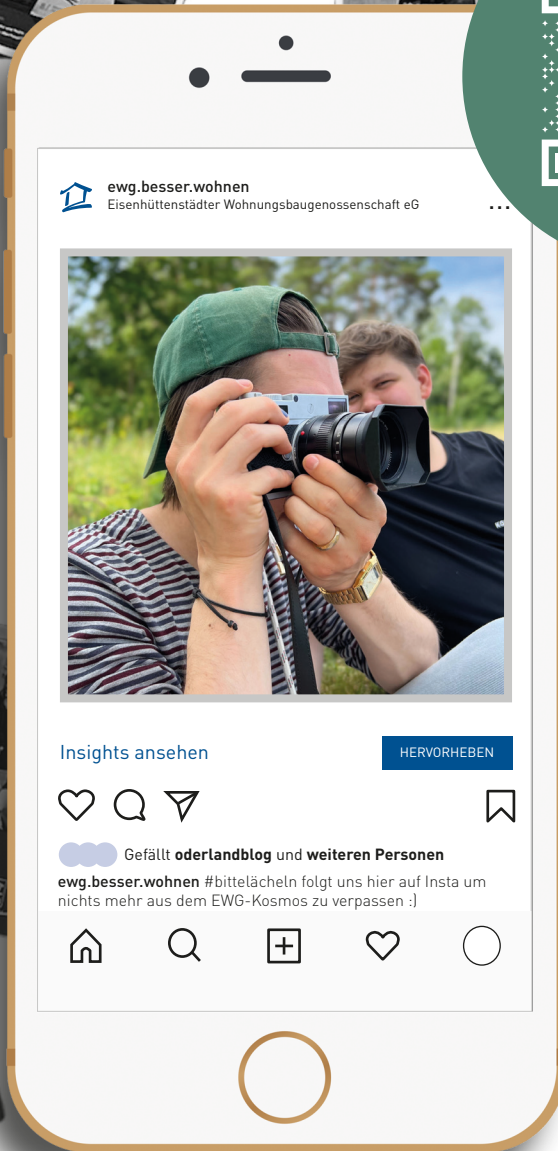 ewg.besser.wohnen
Eisenhüttenstädter Wohnungsbaugenossenschaft eG
...
Insights ansehen
HERVORHEBEN
Gefällt oderlandblog und weiteren Personen
ewg.besser.wohnen #bittelächeln folgt uns hier auf Insta um
nichts mehr aus dem EWG-Kosmos zu verpassen :)